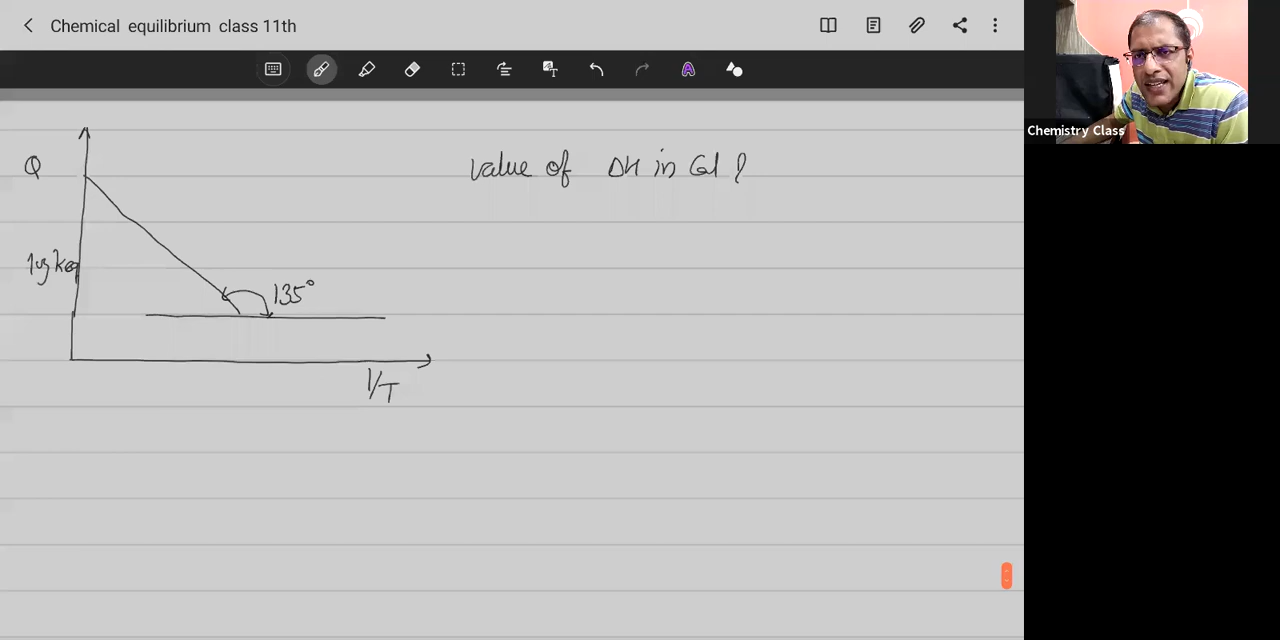 Chemical equilibrium class 11th
Chemistry Class
Q
value of ΔH in Cal ?
log keq
135°
1/T